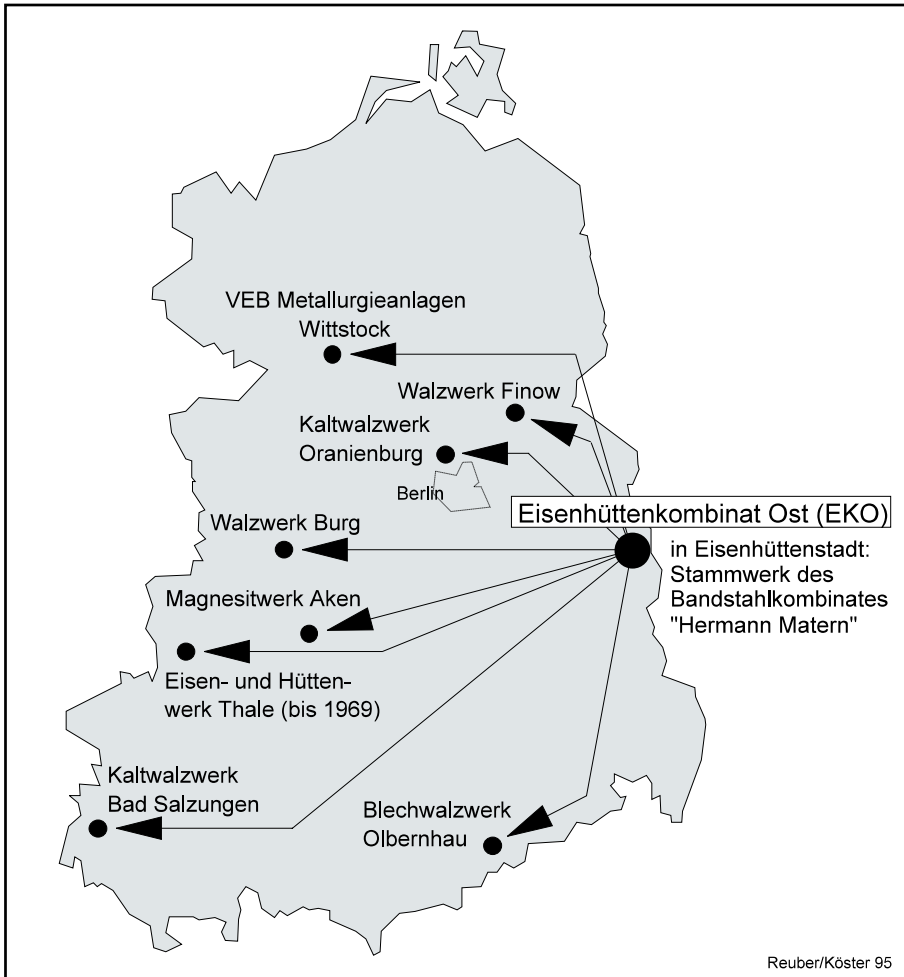 VEB Metallurgieanlagen
Wittstock
Walzwerk Finow
Kaltwalzwerk
Oranienburg
Berlin
Eisenhüttenkombinat Ost (EKO)
in Eisenhüttenstadt:
Stammwerk des
Bandstahlkombinates
"Hermann Matern"
Walzwerk Burg
Magnesitwerk Aken
Eisen- und Hütten-
werk Thale (bis 1969)
Kaltwalzwerk
Bad Salzungen
Blechwalzwerk
Olbernhau
Reuber/Köster 95